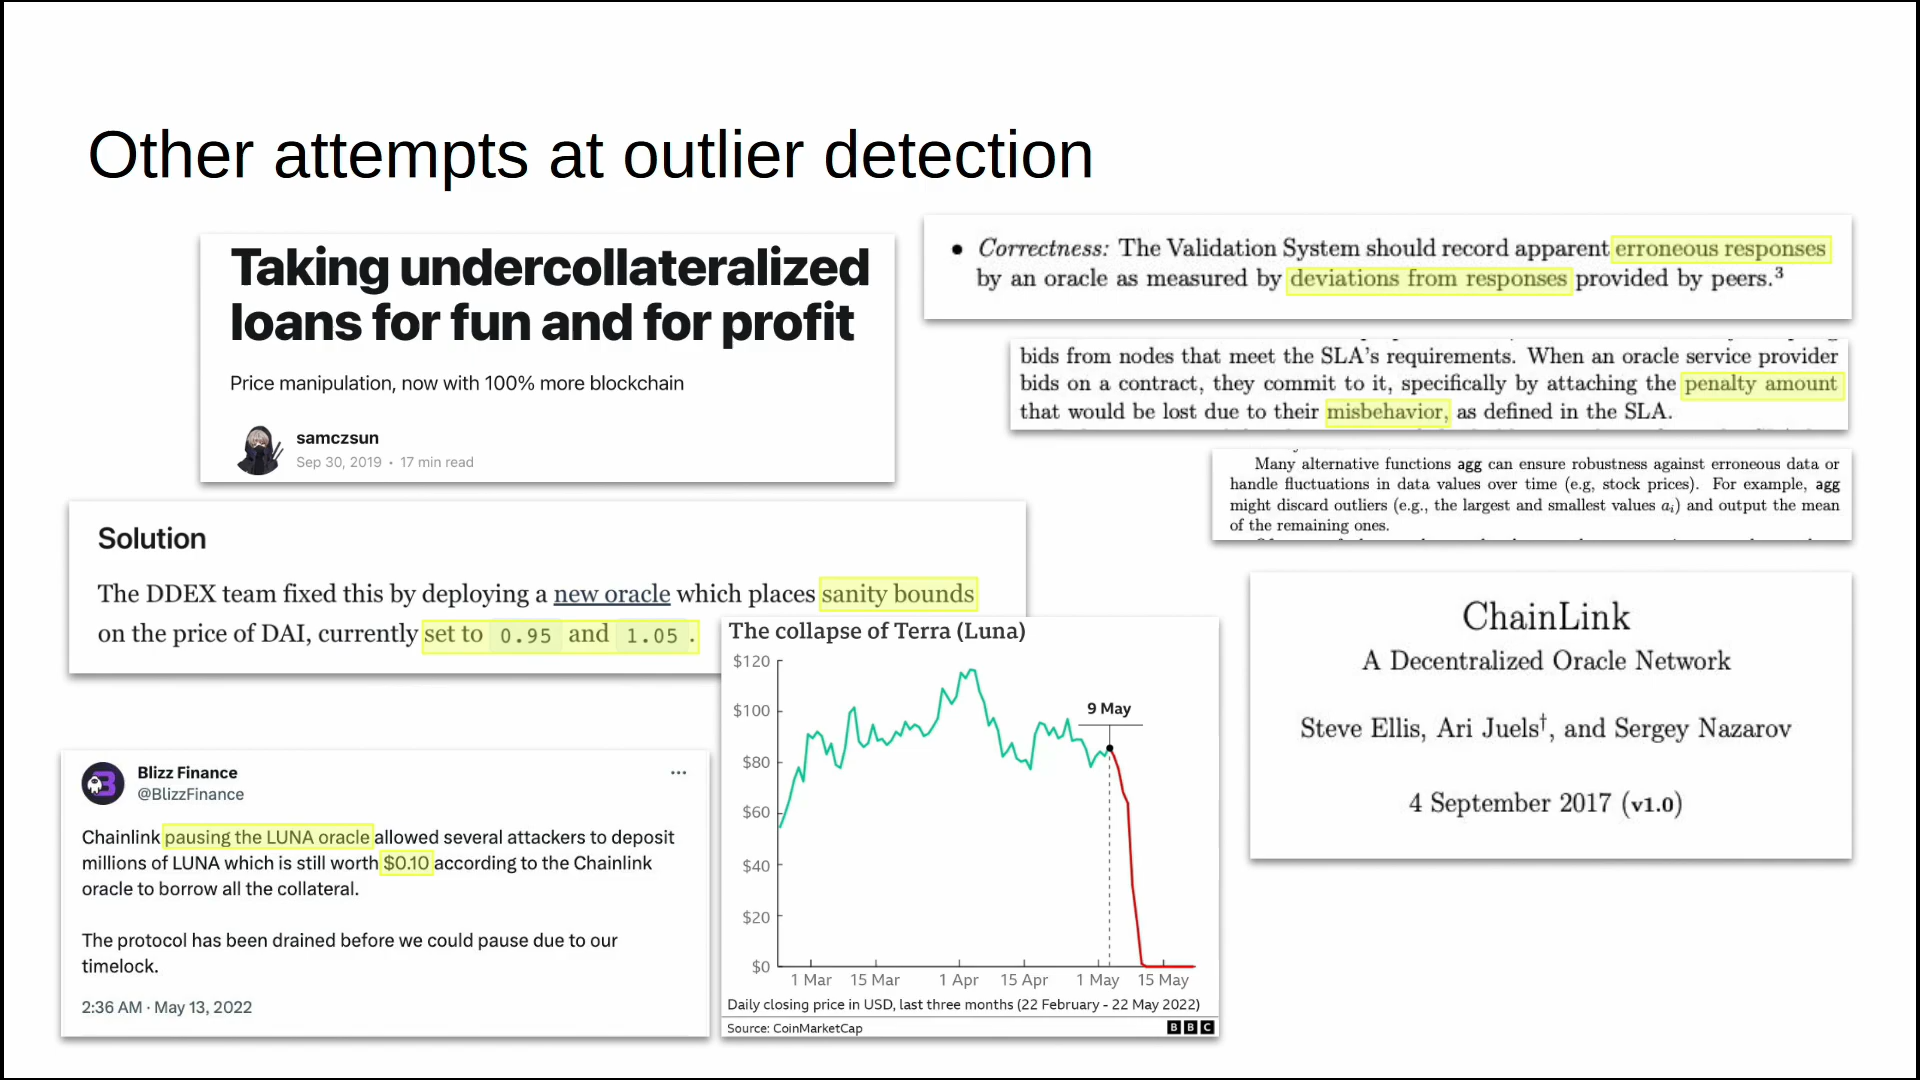 Other attempts at outlier detection
Taking undercollateralized
loans for fun and for profit
Price manipulation, now with 100% more blockchain
samczsun
Sep 30, 2019 • 17 min read
Solution
The DDEX team fixed this by deploying a new oracle which places sanity bounds
on the price of DAI, currently set to 0.95 and 1.05 .
Blizz Finance
@BlizzFinance
Chainlink pausing the LUNA oracle allowed several attackers to deposit
millions of LUNA which is still worth $0.10 according to the Chainlink
oracle to borrow all the collateral.
The protocol has been drained before we could pause due to our
timelock.
2:36 AM · May 13, 2022
The collapse of Terra (Luna)
$120
$100
$80
$60
$40
$20
$0
9 May
1 Mar 15 Mar 1 Apr 15 Apr 1 May 15 May
Daily closing price in USD, last three months (22 February - 22 May 2022)
Source: CoinMarketCap
BBC
• Correctness: The Validation System should record apparent erroneous responses
by an oracle as measured by deviations from responses provided by peers.³
bids from nodes that meet the SLA's requirements. When an oracle service provider
bids on a contract, they commit to it, specifically by attaching the penalty amount
that would be lost due to their misbehavior, as defined in the SLA.
Many alternative functions agg can ensure robustness against erroneous data or
handle fluctuations in data values over time (e.g, stock prices). For example, agg
might discard outliers (e.g., the largest and smallest values aᵢ) and output the mean
of the remaining ones.
ChainLink
A Decentralized Oracle Network
Steve Ellis, Ari Juels†, and Sergey Nazarov
4 September 2017 (v1.0)